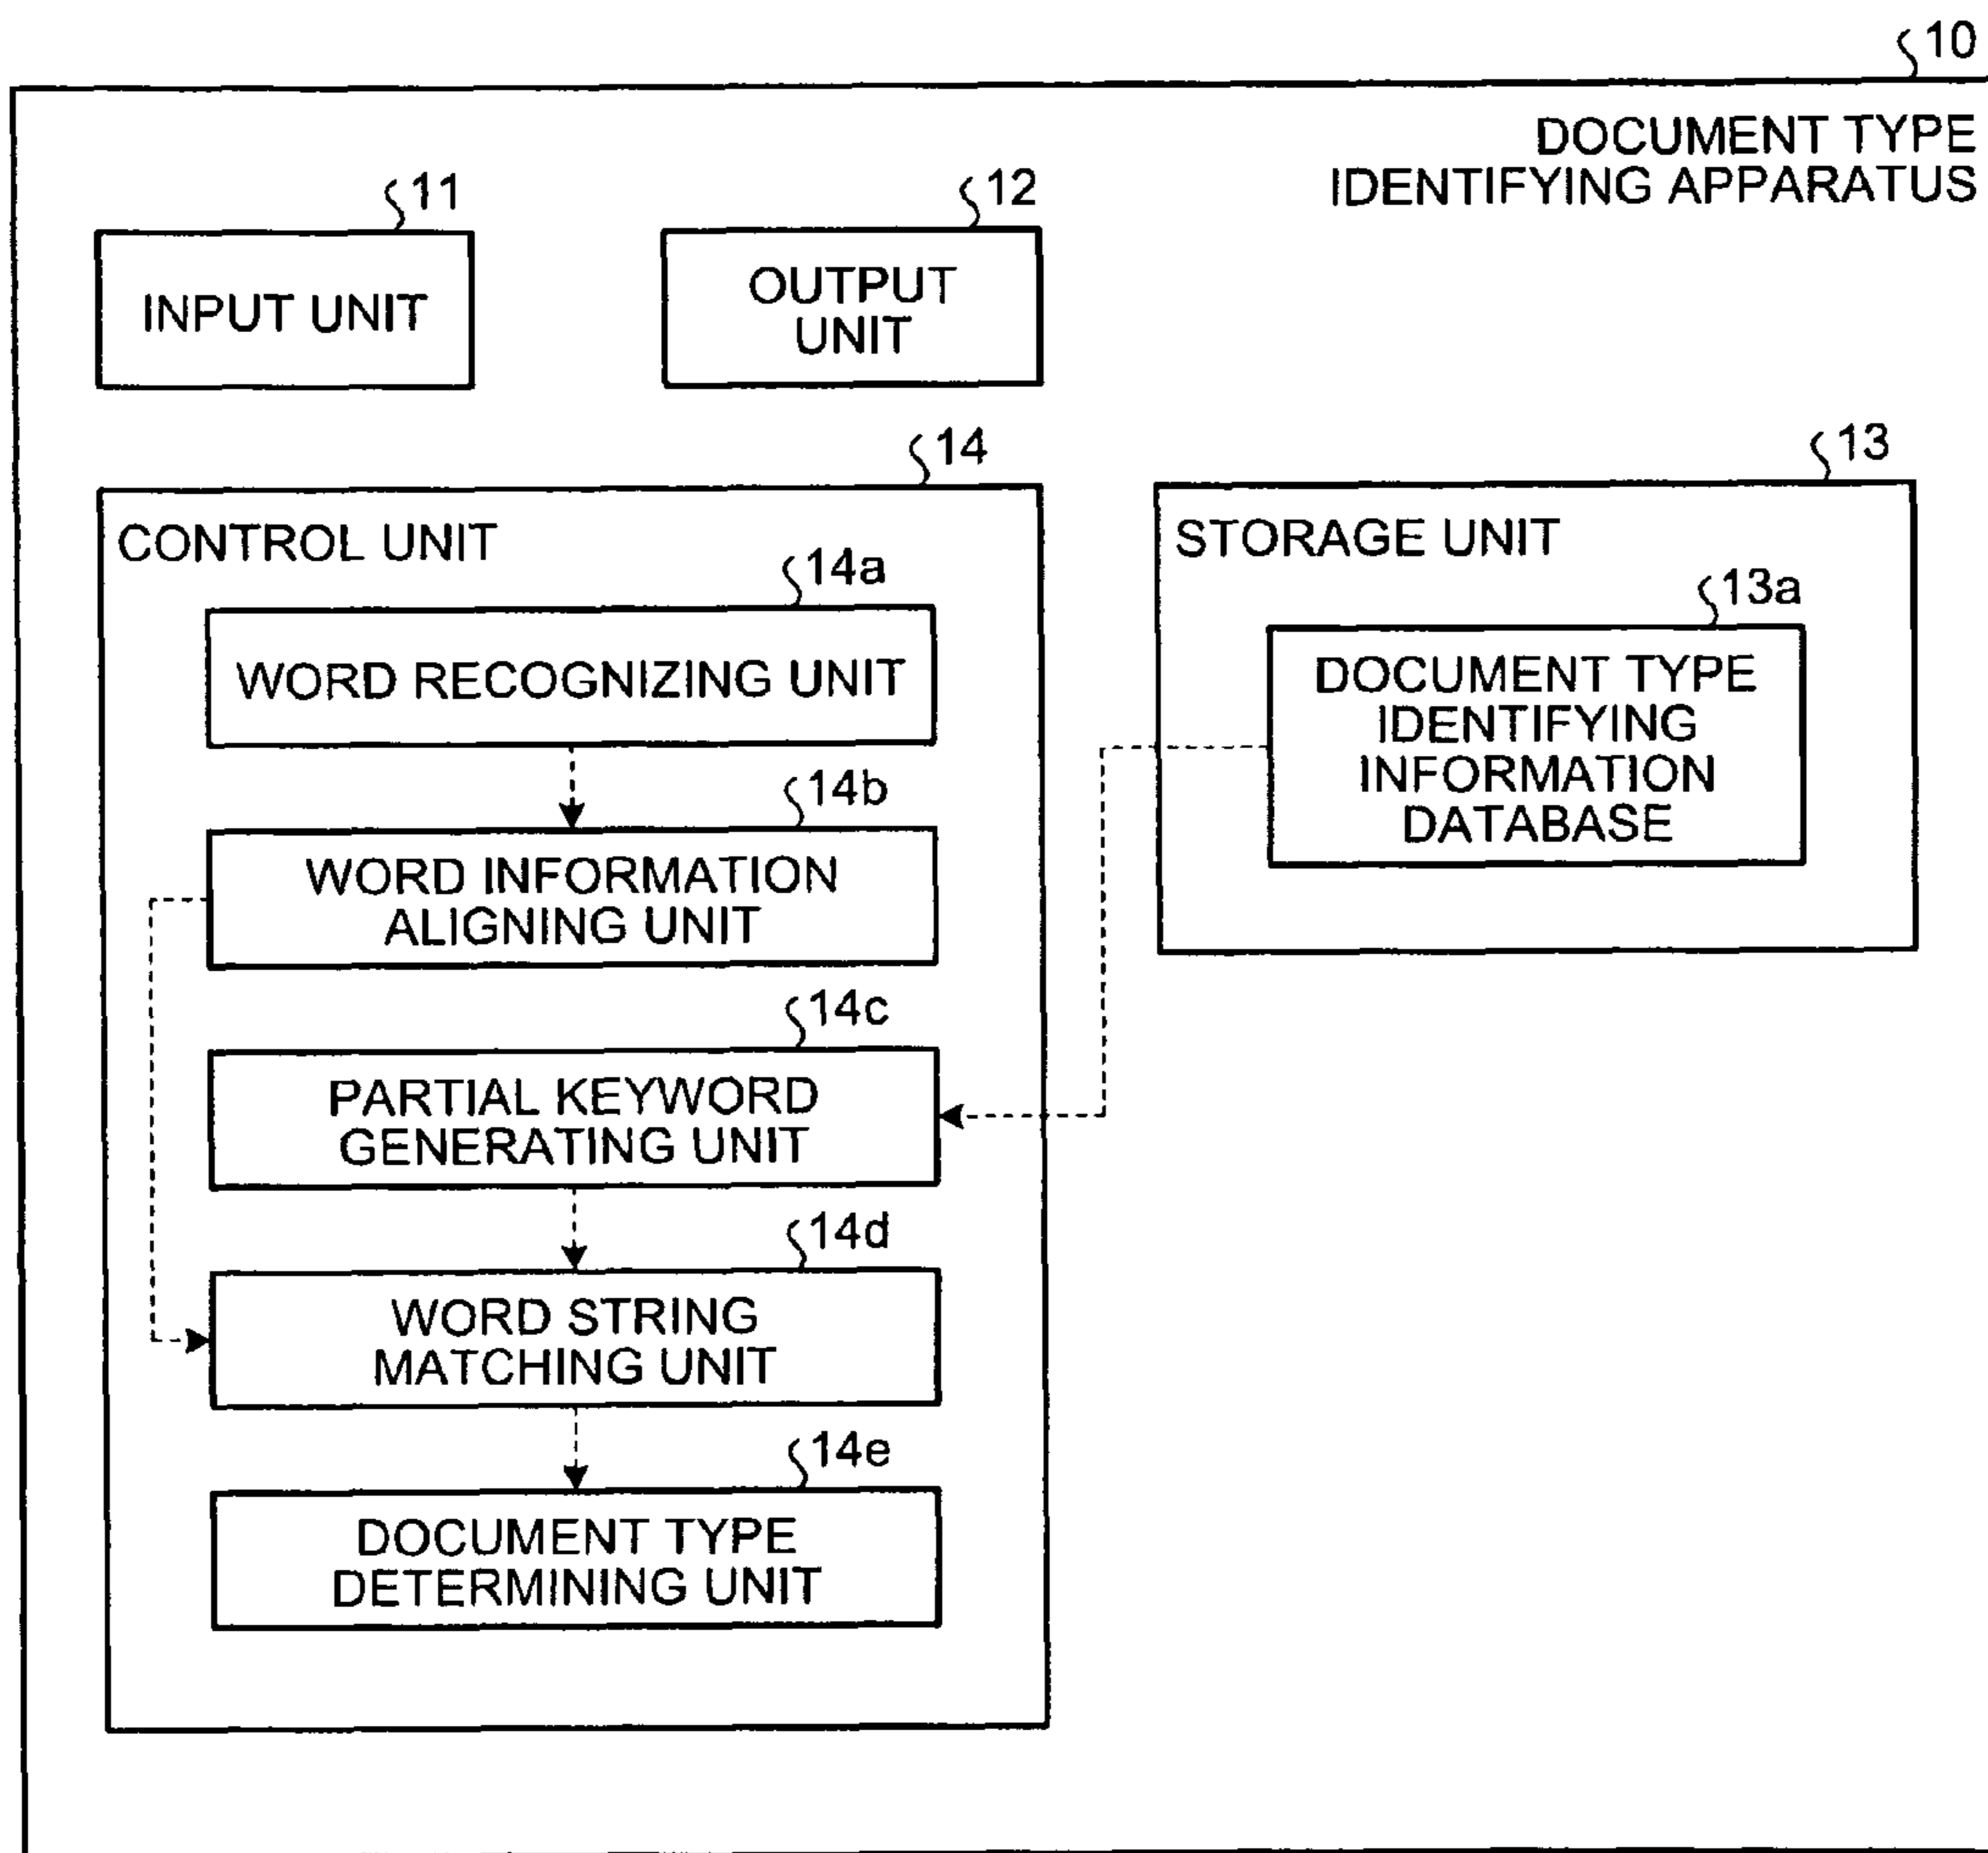 10
DOCUMENT TYPE
IDENTIFYING APPARATUS
11
INPUT UNIT
12
OUTPUT
UNIT
14
CONTROL UNIT
14a
WORD RECOGNIZING UNIT
14b
WORD INFORMATION
ALIGNING UNIT
14c
PARTIAL KEYWORD
GENERATING UNIT
14d
WORD STRING
MATCHING UNIT
14e
DOCUMENT TYPE
DETERMINING UNIT
13
STORAGE UNIT
13a
DOCUMENT TYPE
IDENTIFYING
INFORMATION
DATABASE